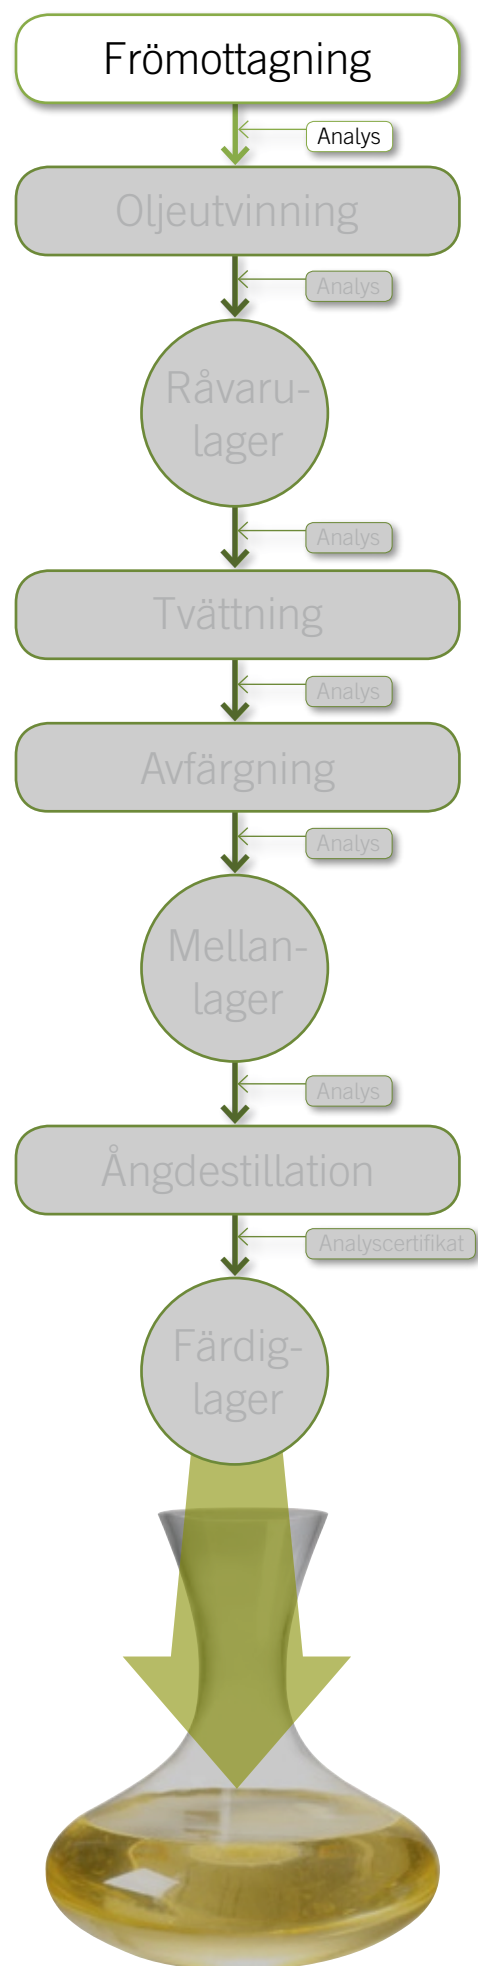 Frömottagning
Analys
Oljeutvinning
Analys
Råvaru-
lager
Analys
Tvättning
Analys
Avfärgning
Analys
Mellan-
lager
Analys
Ångdestillation
Analyscertifikat
Färdig-
lager